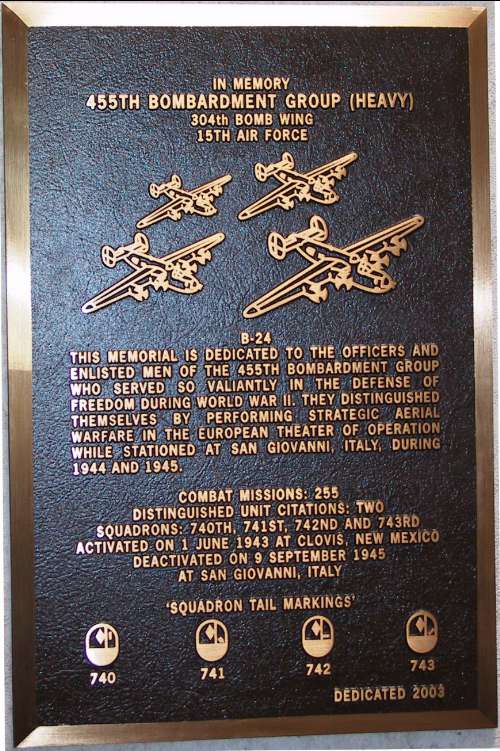 IN MEMORY
455TH BOMBARDMENT GROUP (HEAVY)
304th BOMB WING
15TH AIR FORCE
B-24
THIS MEMORIAL IS DEDICATED TO THE OFFICERS AND
ENLISTED MEN OF THE 455TH BOMBARDMENT GROUP
WHO SERVED SO VALIANTLY IN THE DEFENSE OF
FREEDOM DURING WORLD WAR II. THEY DISTINGUISHED
THEMSELVES BY PERFORMING STRATEGIC AERIAL
WARFARE IN THE EUROPEAN THEATER OF OPERATION
WHILE STATIONED AT SAN GIOVANNI, ITALY, DURING
1944 AND 1945.
COMBAT MISSIONS: 255
DISTINGUISHED UNIT CITATIONS: TWO
SQUADRONS: 740TH, 741ST, 742ND AND 743RD
ACTIVATED ON 1 JUNE 1943 AT CLOVIS, NEW MEXICO
DEACTIVATED ON 9 SEPTEMBER 1945
AT SAN GIOVANNI, ITALY
'SQUADRON TAIL MARKINGS'
740 741 742 743
DEDICATED 2003